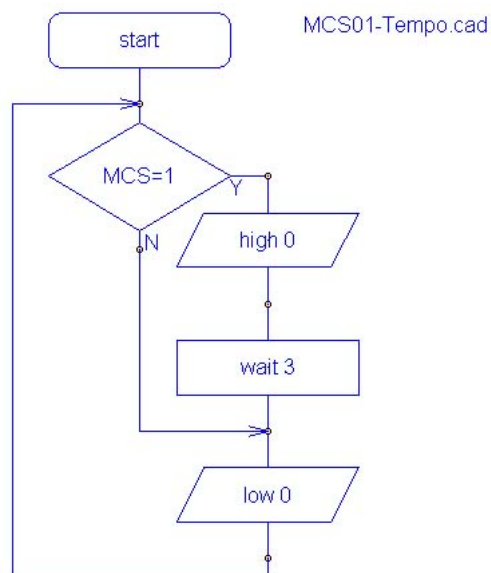 start
MCS01-Tempo.cad
MCS=1
Y
N
high 0
wait 3
low 0